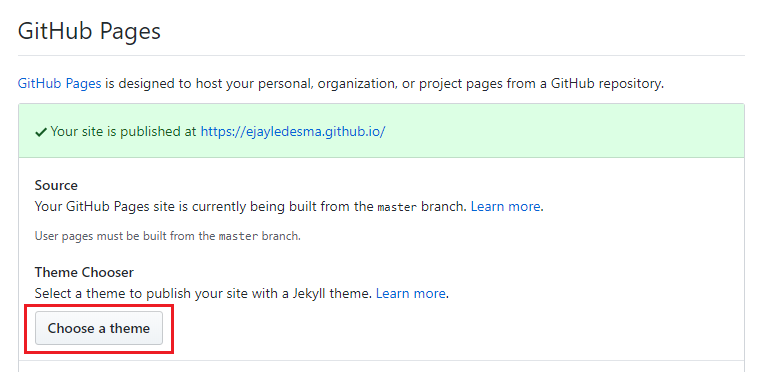 GitHub Pages
GitHub Pages is designed to host your personal, organization, or project pages from a GitHub repository.
Your site is published at https://ejayledesma.github.io/
Source
Your GitHub Pages site is currently being built from the master branch. Learn more.
User pages must be built from the master branch.
Theme Chooser
Select a theme to publish your site with a Jekyll theme. Learn more.
Choose a theme